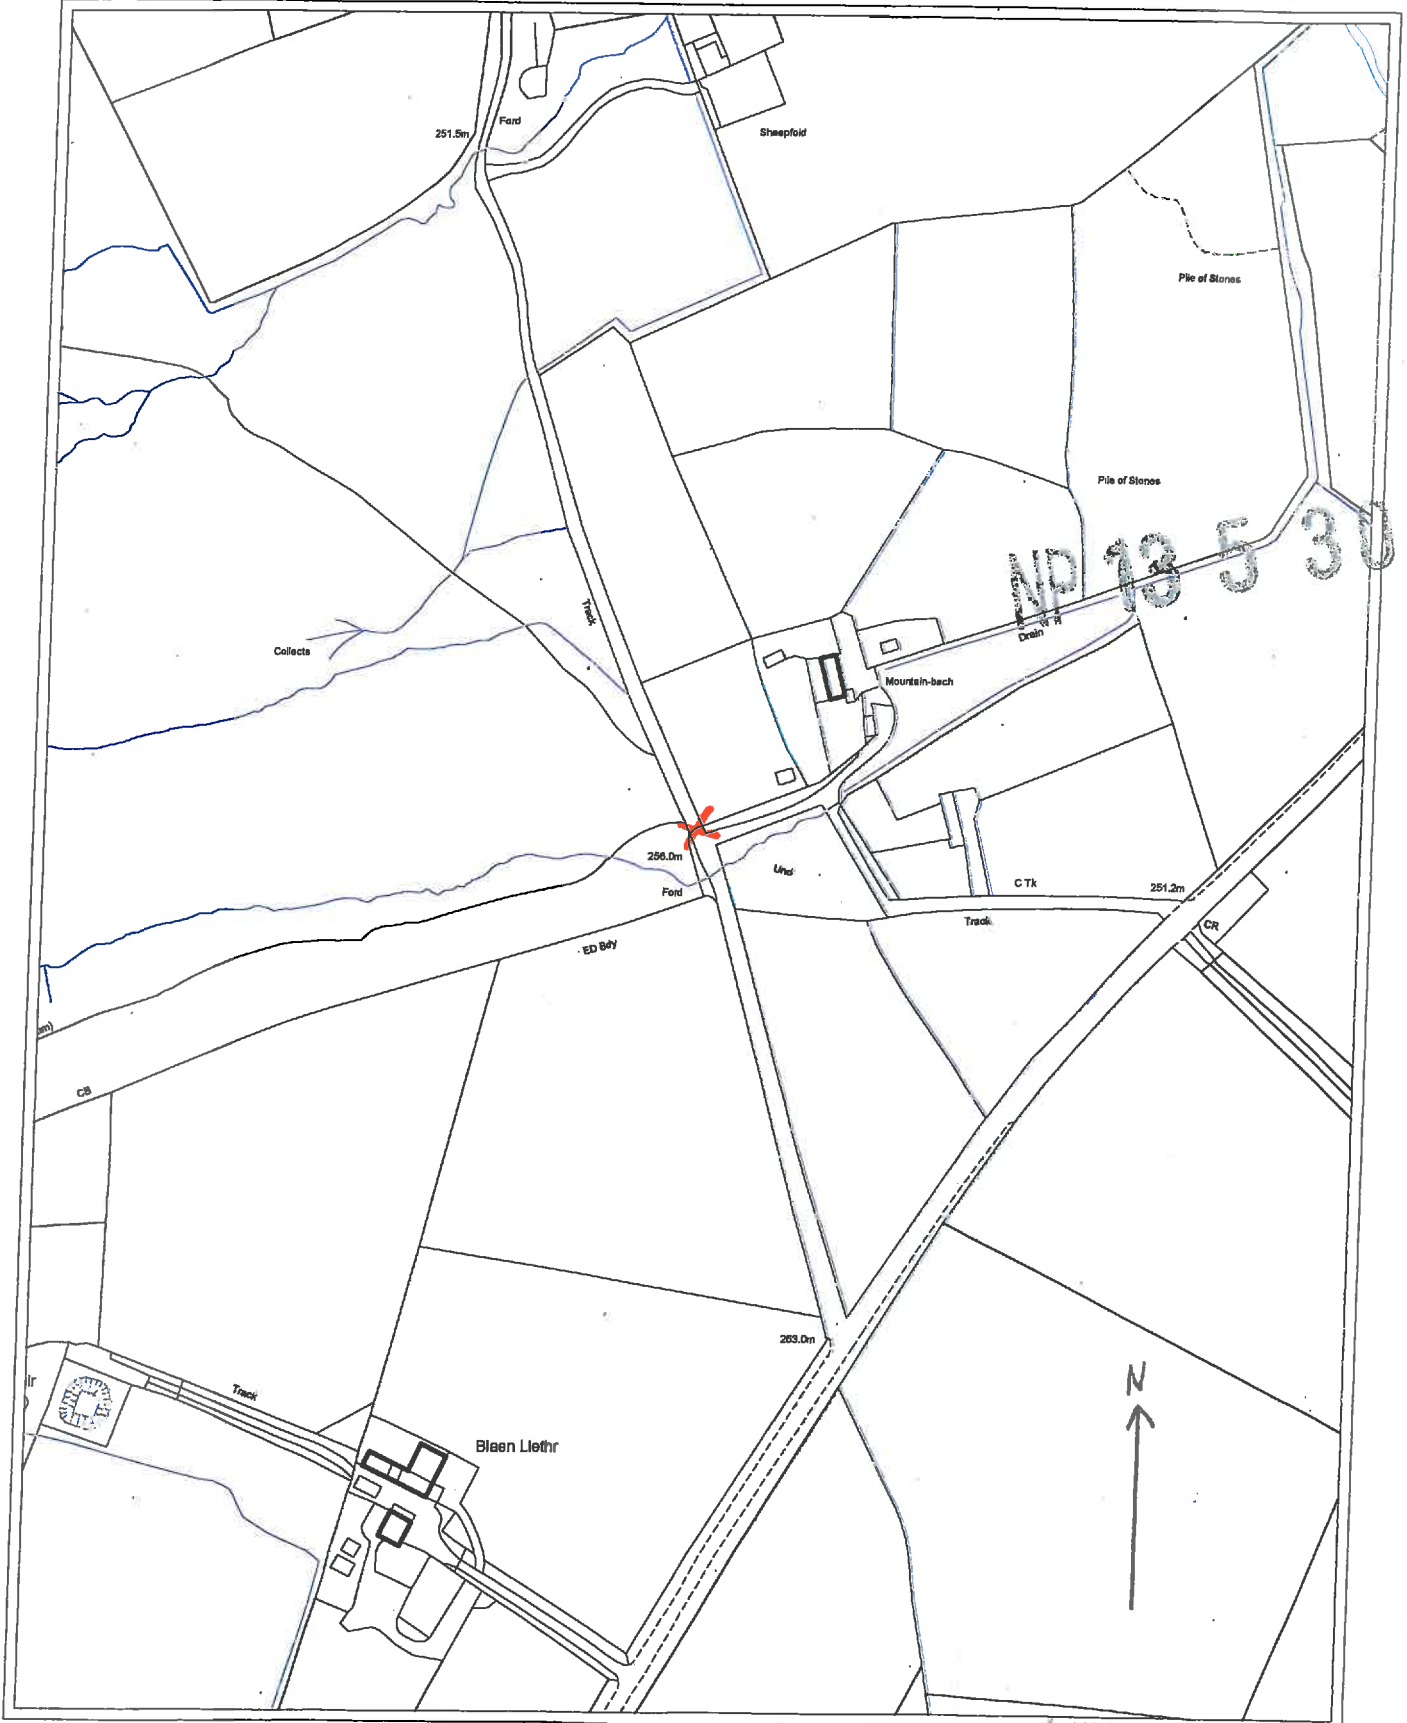 Ford
251.5m
Sheepfold
Pile of Stones
Pile of Stones
NP 13 5 30
Track
Drain
Collects
Mountain-bach
256.0m
Und
Ford
C Tk
251.2m
Track
CR
ED Bdy
CB
263.0m
N
Track
Blaen Llethr